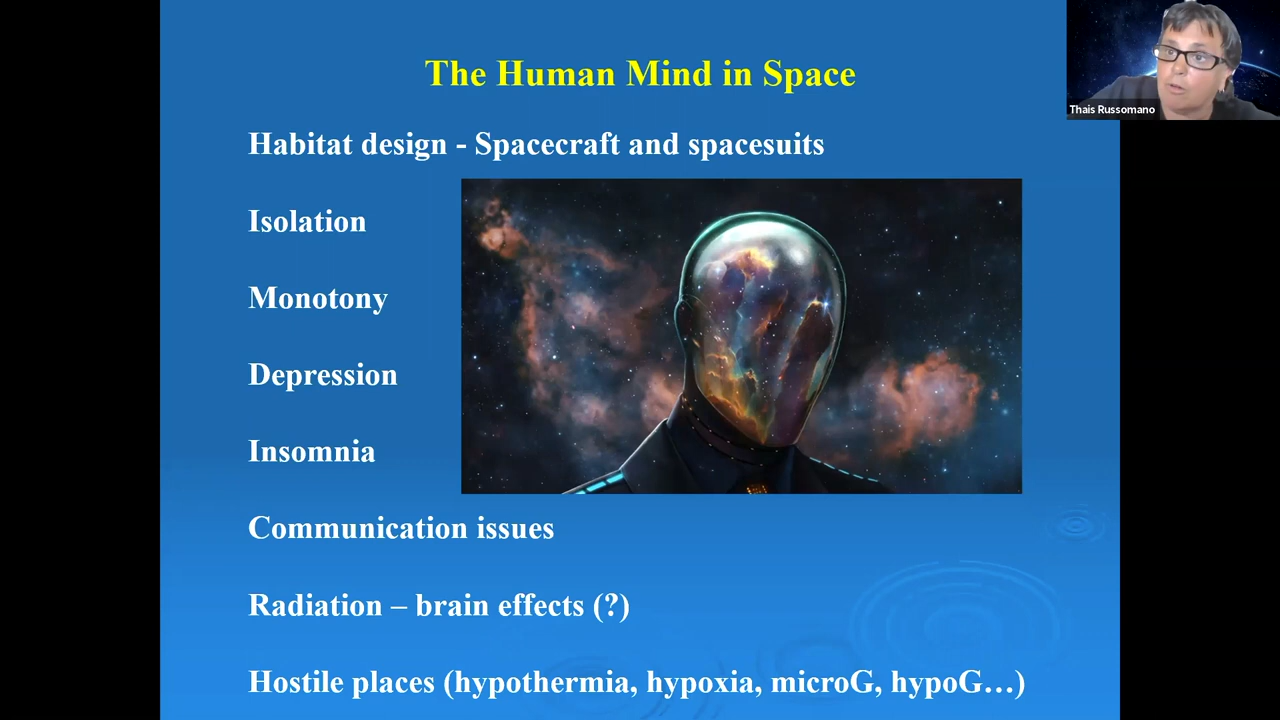 The Human Mind in Space
Thais Russomano
Habitat design - Spacecraft and spacesuits
Isolation
Monotony
Depression
Insomnia
Communication issues
Radiation – brain effects (?)
Hostile places (hypothermia, hypoxia, microG, hypoG…)